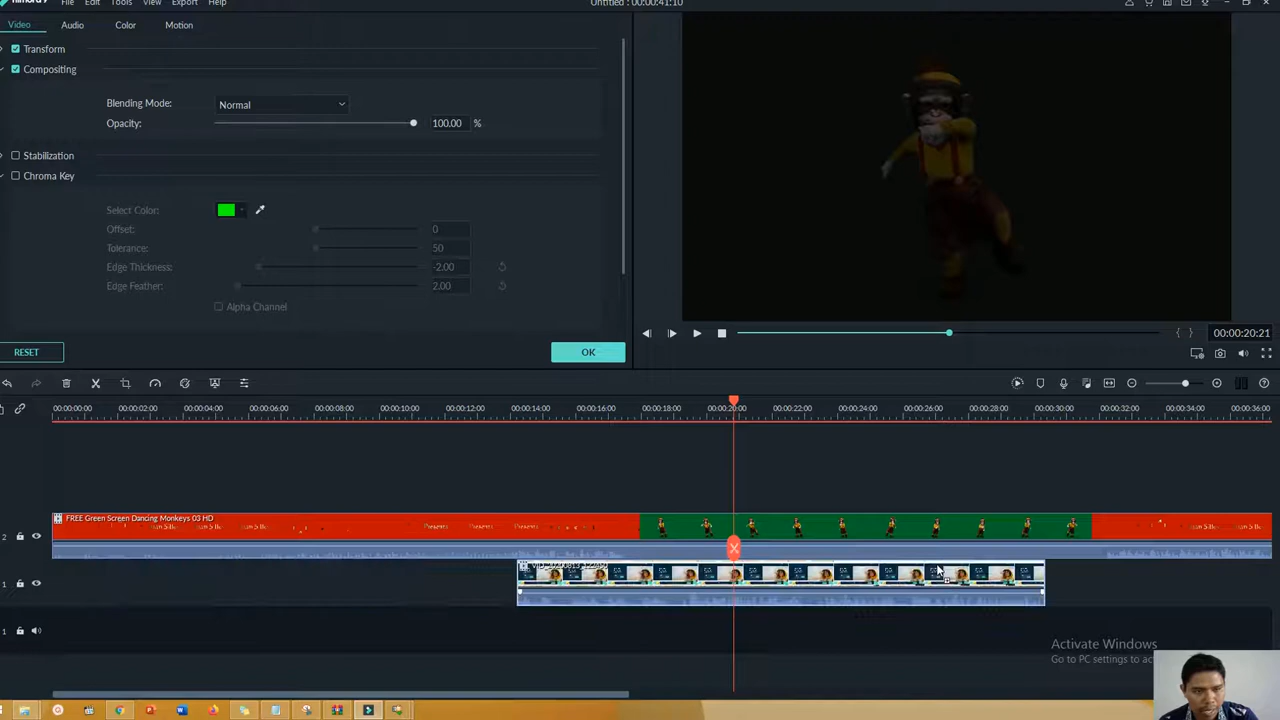 File Edit Tools View Export Help
Untitled : 00:00:41:10
Video Audio Color Motion
Transform
Compositing
Blending Mode: Normal
Opacity: 100.00 %
Stabilization
Chroma Key
Select Color:
Offset: 0
Tolerance: 50
Edge Thickness: -2.00
Edge Feather: 2.00
Alpha Channel
RESET OK
00:00:20:21
00:00:00:00 00:00:02:00 00:00:04:00 00:00:06:00 00:00:08:00 00:00:10:00 00:00:12:00 00:00:14:00 00:00:16:00 00:00:18:00 00:00:20:00 00:00:22:00 00:00:24:00 00:00:26:00 00:00:28:00 00:00:30:00 00:00:32:00 00:00:34:00 00:00:36:00
FREE Green Screen Dancing Monkeys 03 HD
2
1
1
Activate Windows
Go to PC settings to